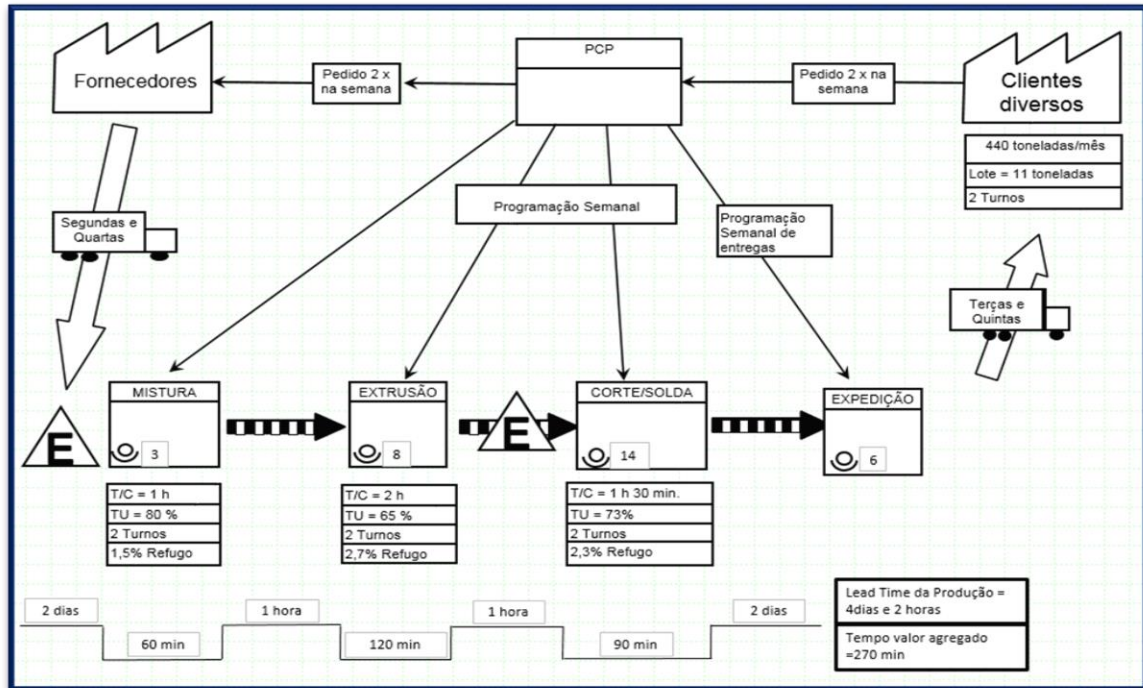 Fornecedores
Pedido 2 x
na semana
PCP
Pedido 2 x na
semana
Clientes
diversos
440 toneladas/mês
Lote = 11 toneladas
2 Turnos
Segundas e
Quartas
Programação Semanal
Programação
Semanal de
entregas
Terças e
Quintas
E
MISTURA
3
T/C = 1 h
TU = 80 %
2 Turnos
1,5% Refugo
EXTRUSÃO
8
T/C = 2 h
TU = 65 %
2 Turnos
2,7% Refugo
E
CORTE/SOLDA
14
T/C = 1 h 30 min.
TU = 73%
2 Turnos
2,3% Refugo
EXPEDIÇÃO
6
2 dias
60 min
1 hora
120 min
1 hora
90 min
2 dias
Lead Time da Produção =
4dias e 2 horas
Tempo valor agregado
=270 min